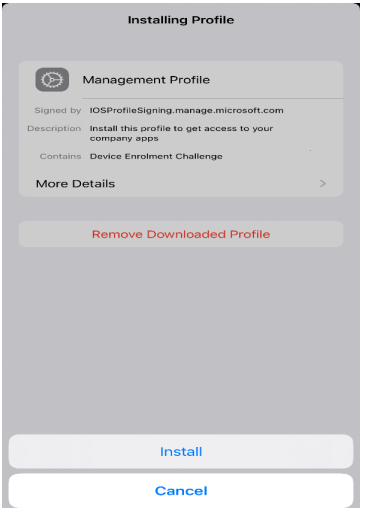 Installing Profile
Management Profile
Signed by IOSProfileSigning.manage.microsoft.com
Description Install this profile to get access to your
company apps
Contains Device Enrolment Challenge
More Details
Remove Downloaded Profile
Install
Cancel